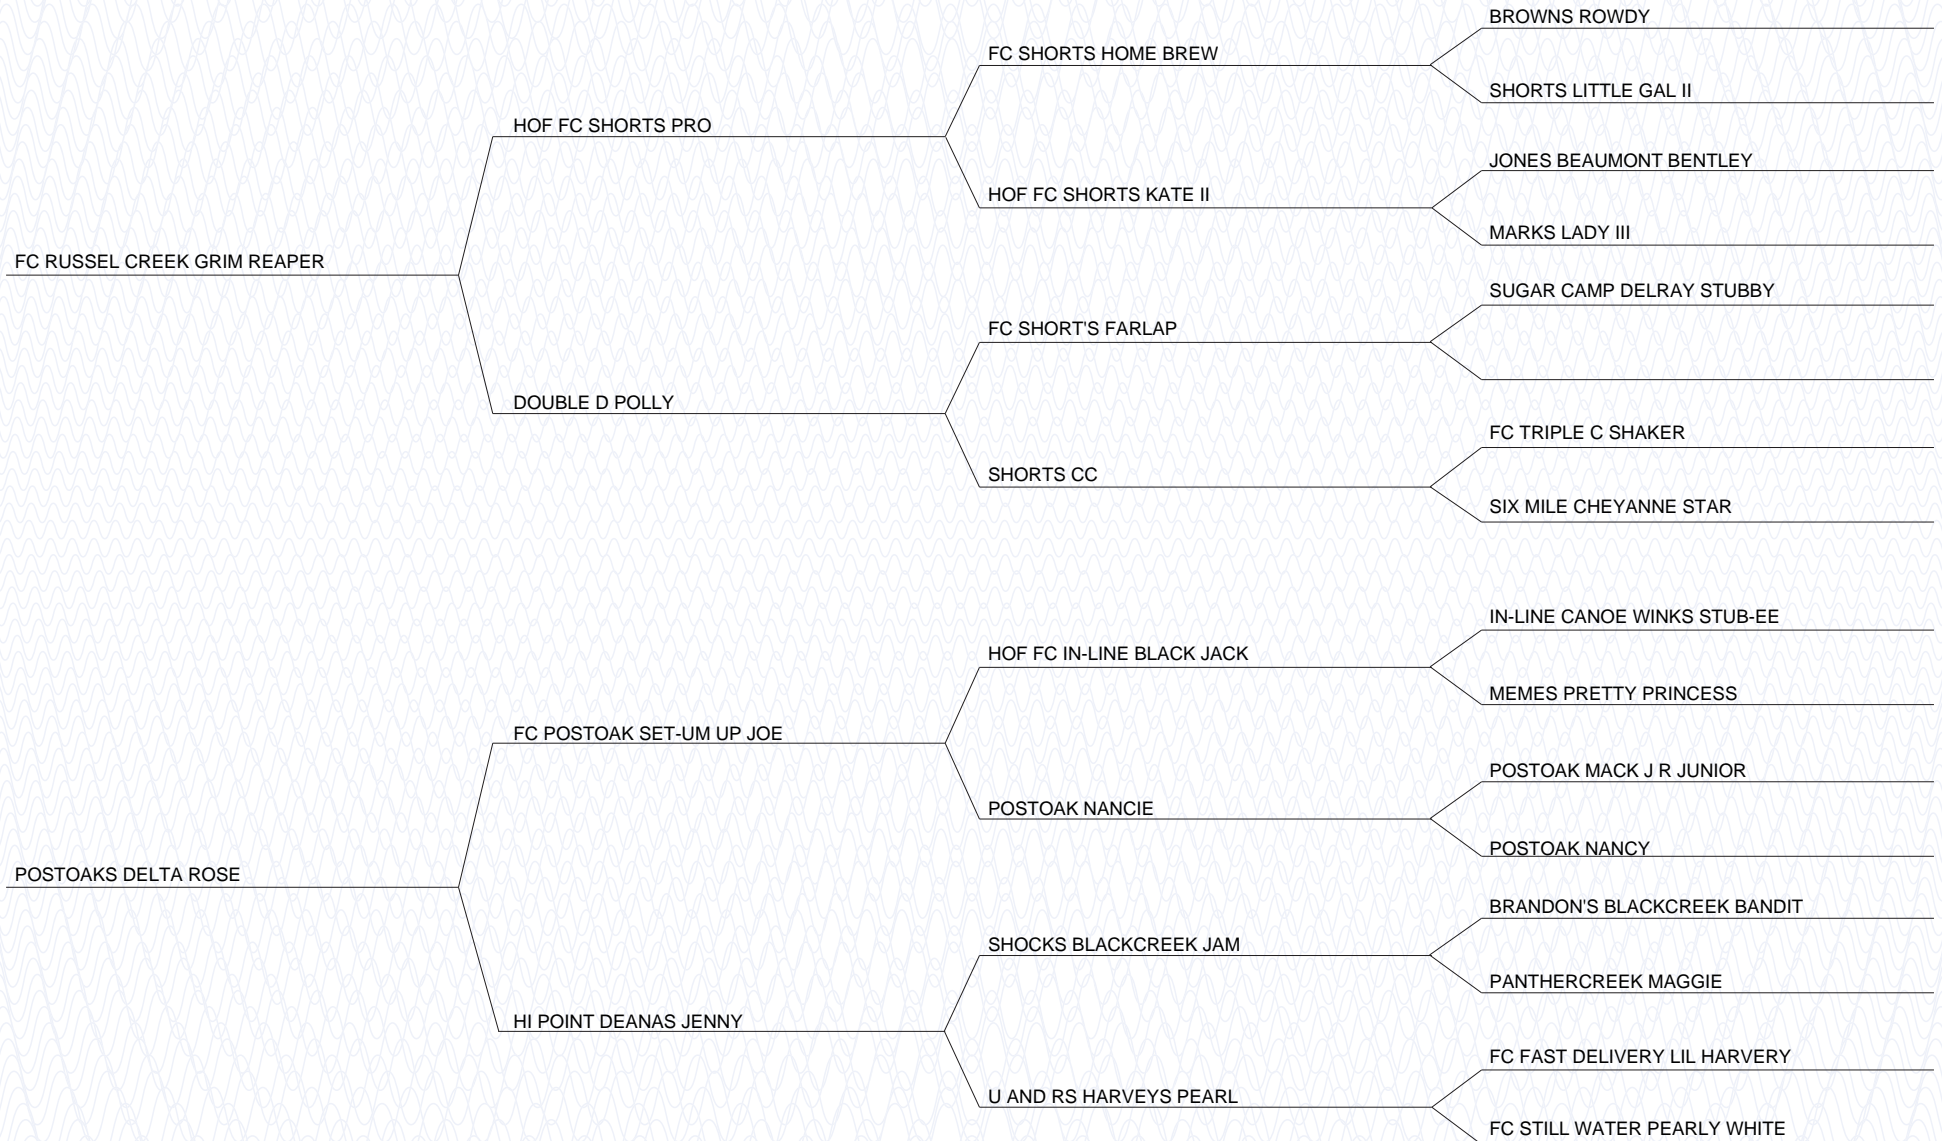 BROWNS ROWDY
FC SHORTS HOME BREW
SHORTS LITTLE GAL II
HOF FC SHORTS PRO
JONES BEAUMONT BENTLEY
HOF FC SHORTS KATE II
MARKS LADY III
FC RUSSEL CREEK GRIM REAPER
SUGAR CAMP DELRAY STUBBY
FC SHORT'S FARLAP
DOUBLE D POLLY
FC TRIPLE C SHAKER
SHORTS CC
SIX MILE CHEYANNE STAR
IN-LINE CANOE WINKS STUB-EE
HOF FC IN-LINE BLACK JACK
MEMES PRETTY PRINCESS
FC POSTOAK SET-UM UP JOE
POSTOAK MACK J R JUNIOR
POSTOAK NANCIE
POSTOAK NANCY
POSTOAKS DELTA ROSE
BRANDON'S BLACKCREEK BANDIT
SHOCKS BLACKCREEK JAM
PANTHERCREEK MAGGIE
HI POINT DEANAS JENNY
FC FAST DELIVERY LIL HARVERY
U AND RS HARVEYS PEARL
FC STILL WATER PEARLY WHITE